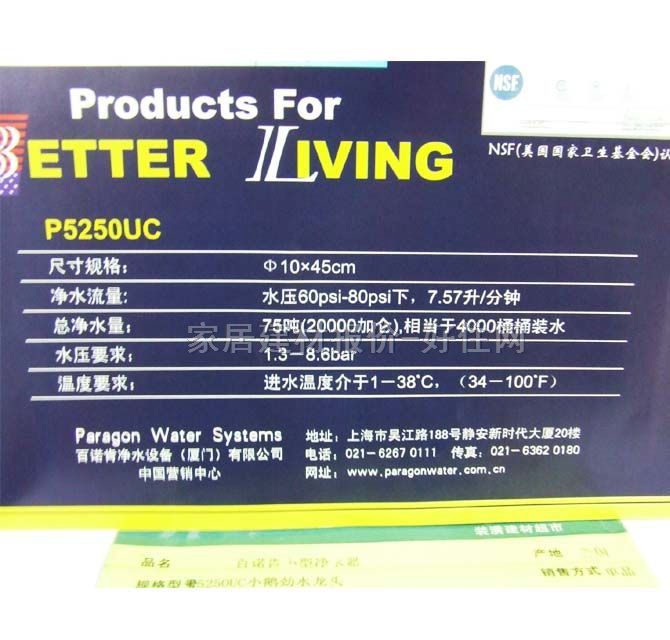 NSF
Products For
BETTER LIVING
NSF(美国国家卫生基金会)认
P5250UC
尺寸规格: Φ10×45cm
净水流量: 水压60psi-80psi下，7.57升/分钟
总净水量: 75吨(20000加仑),相当于4000桶桶装水
家居建材报价-好住网
水压要求: 1.3-8.6bar
温度要求: 进水温度介于1-38℃，（34-100°F）
Paragon Water Systems 地址: 上海市吴江路188号静安新时代大厦20楼
百诺肯净水设备（厦门）有限公司 电话: 021-6267 0111 传真: 021-6362 0180
中国营销中心 网址: www.paragonwater.com.cn
装潢建材超市
品名 产地
规格型号 P5250UC小鹅劲水龙头 销售方式 单品